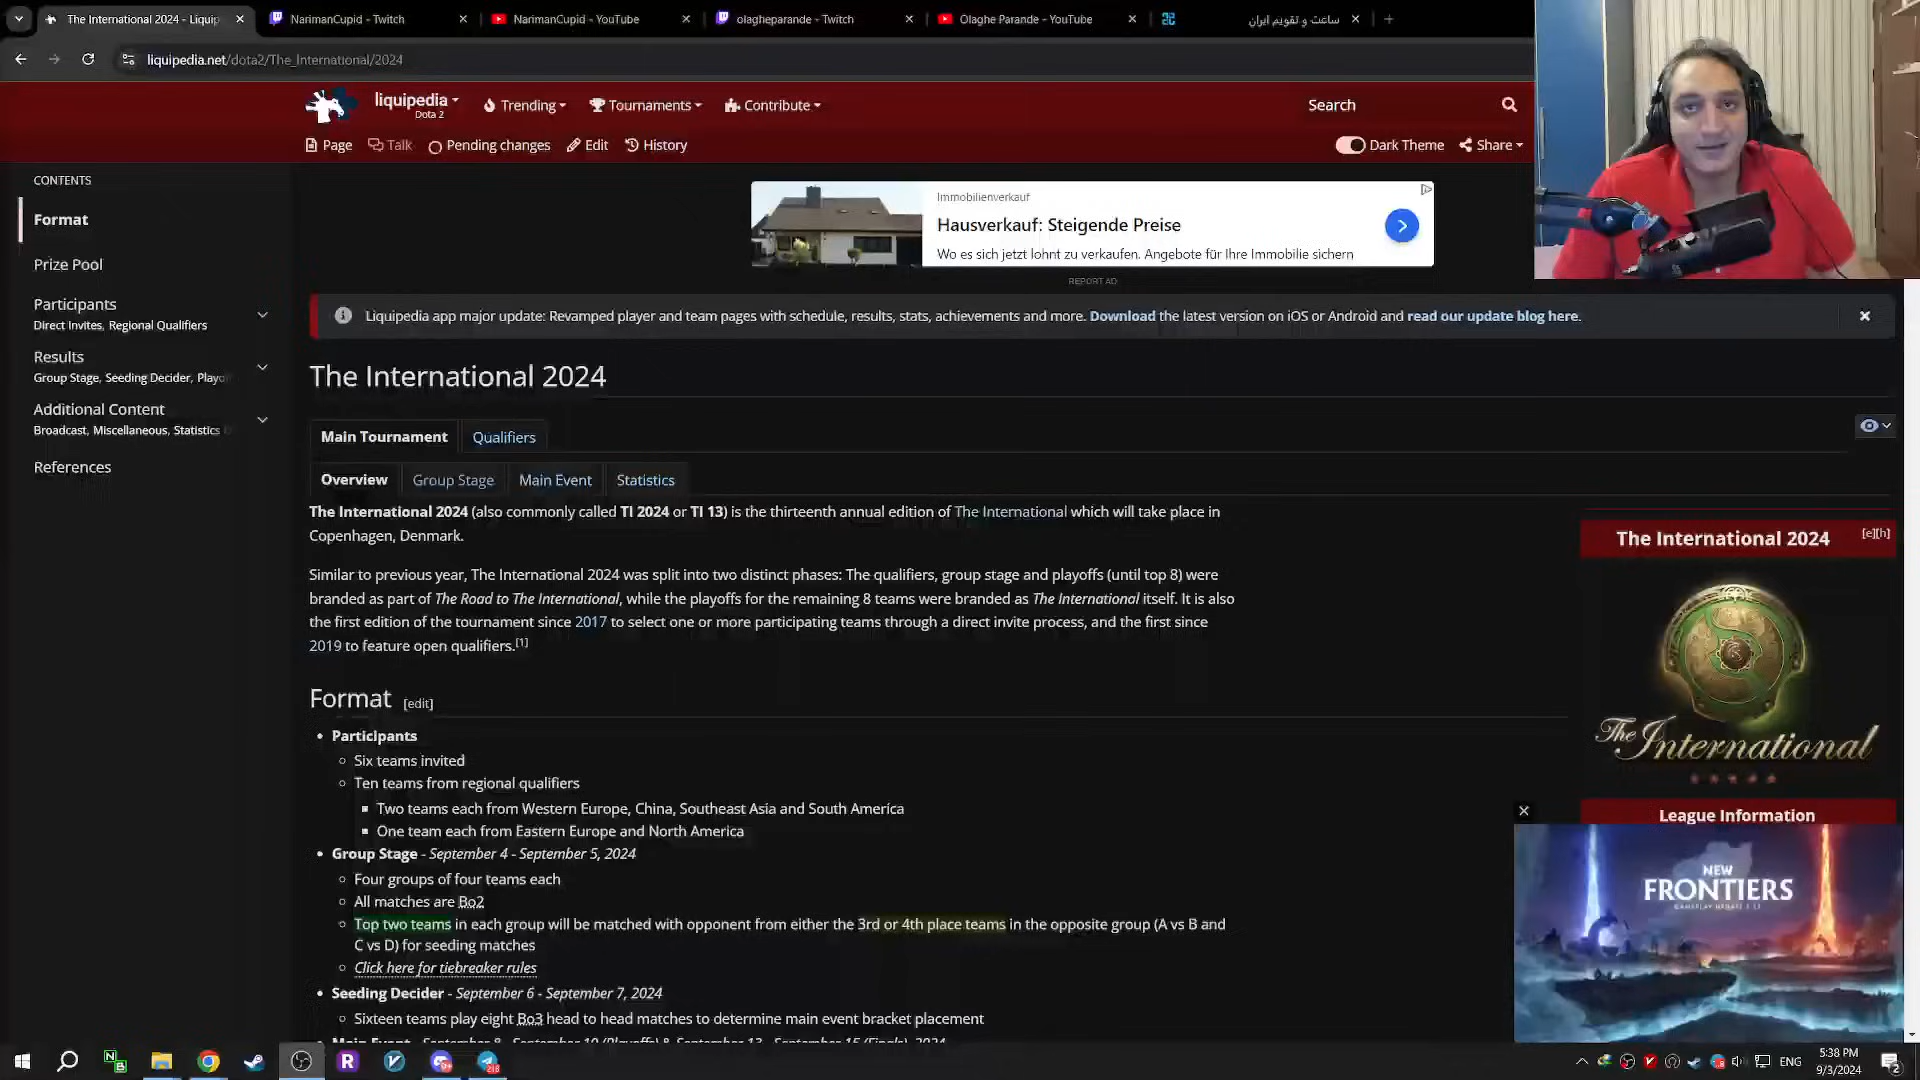 The International 2024 - Liquip
NarimanCupid - Twitch
NarimanCupid - YouTube
olagheparande - Twitch
Olaghe Parande - YouTube
ساعت و تقویم ایران
liquipedia.net/dota2/The_International/2024
liquipedia
Dota 2
Trending
Tournaments
Contribute
Search
Page
Talk
Pending changes
Edit
History
Dark Theme
Share
CONTENTS
Format
Prize Pool
Participants
Direct Invites, Regional Qualifiers
Results
Group Stage, Seeding Decider, Playo
Additional Content
Broadcast, Miscellaneous, Statistics
References
Immobilienverkauf
Hausverkauf: Steigende Preise
Wo es sich jetzt lohnt zu verkaufen. Angebote für Ihre Immobilie sichern
REPORT AD
Liquipedia app major update: Revamped player and team pages with schedule, results, stats, achievements and more. Download the latest version on iOS or Android and read our update blog here.
The International 2024
Main Tournament
Qualifiers
Overview
Group Stage
Main Event
Statistics
The International 2024 (also commonly called TI 2024 or TI 13) is the thirteenth annual edition of The International which will take place in
Copenhagen, Denmark.
Similar to previous year, The International 2024 was split into two distinct phases: The qualifiers, group stage and playoffs (until top 8) were
branded as part of The Road to The International, while the playoffs for the remaining 8 teams were branded as The International itself. It is also
the first edition of the tournament since 2017 to select one or more participating teams through a direct invite process, and the first since
2019 to feature open qualifiers.[1]
Format [edit]
Participants
Six teams invited
Ten teams from regional qualifiers
Two teams each from Western Europe, China, Southeast Asia and South America
One team each from Eastern Europe and North America
Group Stage - September 4 - September 5, 2024
Four groups of four teams each
All matches are Bo2
Top two teams in each group will be matched with opponent from either the 3rd or 4th place teams in the opposite group (A vs B and
C vs D) for seeding matches
Click here for tiebreaker rules
Seeding Decider - September 6 - September 7, 2024
Sixteen teams play eight Bo3 head to head matches to determine main event bracket placement
Main Event - September 8 - September 10 (Playoffs) & September 13 - September 15 (Finals), 2024
The International 2024
[e][h]
The International
League Information
NEW
FRONTIERS
ENG
5:38 PM
9/3/2024